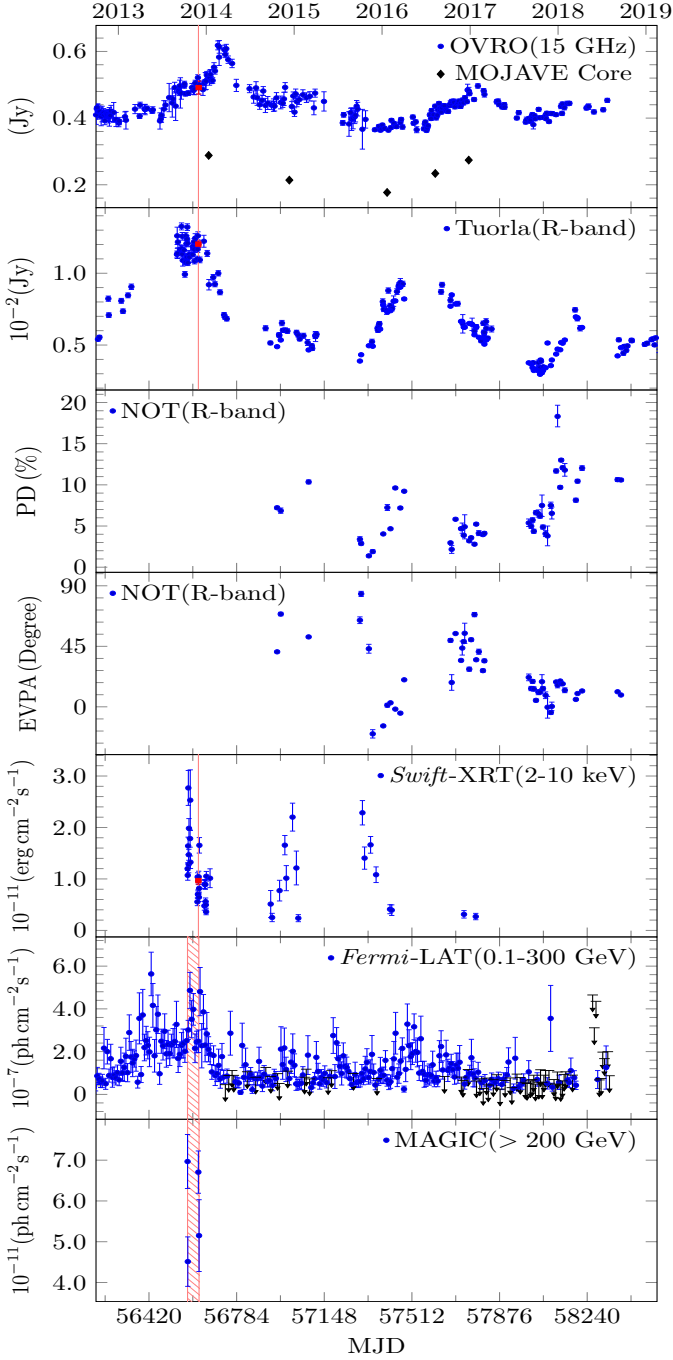 2013 2014 2015 2016 2017 2018 2019
OVRO(15 GHz)
MOJAVE Core
(Jy)
0.6
0.4
0.2
Tuorla(R-band)
10⁻²(Jy)
1.0
0.5
NOT(R-band)
PD (%)
20
15
10
5
0
NOT(R-band)
EVPA (Degree)
90
45
0
Swift-XRT(2-10 keV)
10⁻¹¹(erg cm⁻²s⁻¹)
3.0
2.0
1.0
0
Fermi-LAT(0.1-300 GeV)
10⁻⁷(ph cm⁻²s⁻¹)
6.0
4.0
2.0
0
MAGIC(> 200 GeV)
10⁻¹¹(ph cm⁻²s⁻¹)
7.0
6.0
5.0
4.0
56420 56784 57148 57512 57876 58240
MJD